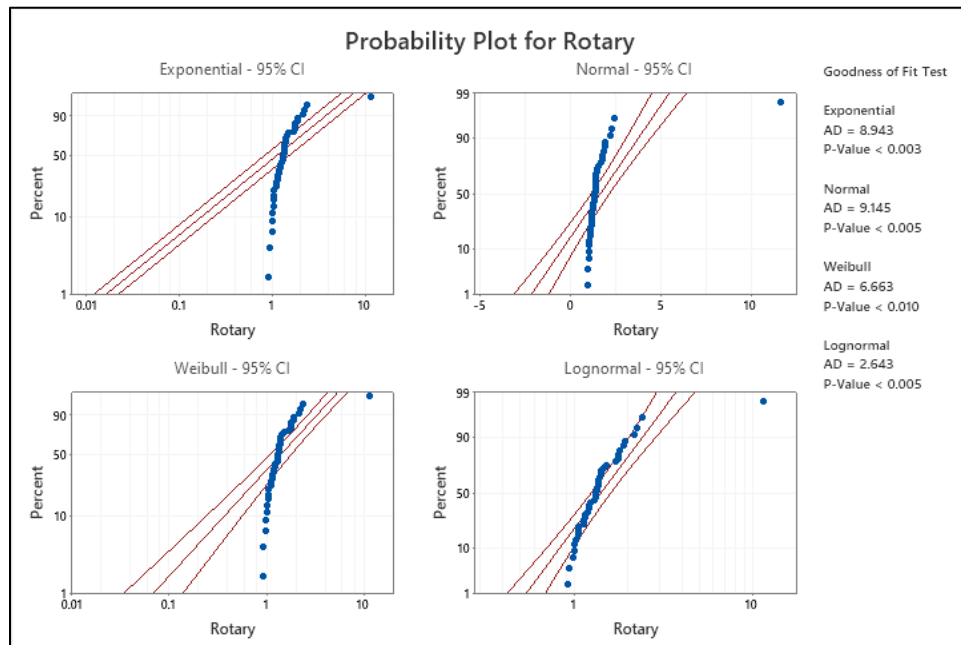 Probability Plot for Rotary
Exponential - 95% CI
Normal - 95% CI
Percent
90
50
10
1
0.01
0.1
1
10
Rotary
Percent
99
90
50
10
1
-5
0
5
10
Rotary
Weibull - 95% CI
Lognormal - 95% CI
Percent
90
50
10
1
0.01
0.1
1
10
Rotary
Percent
99
90
50
10
1
1
10
Rotary
Goodness of Fit Test
Exponential
AD = 8.943
P-Value < 0.003
Normal
AD = 9.145
P-Value < 0.005
Weibull
AD = 6.663
P-Value < 0.010
Lognormal
AD = 2.643
P-Value < 0.005